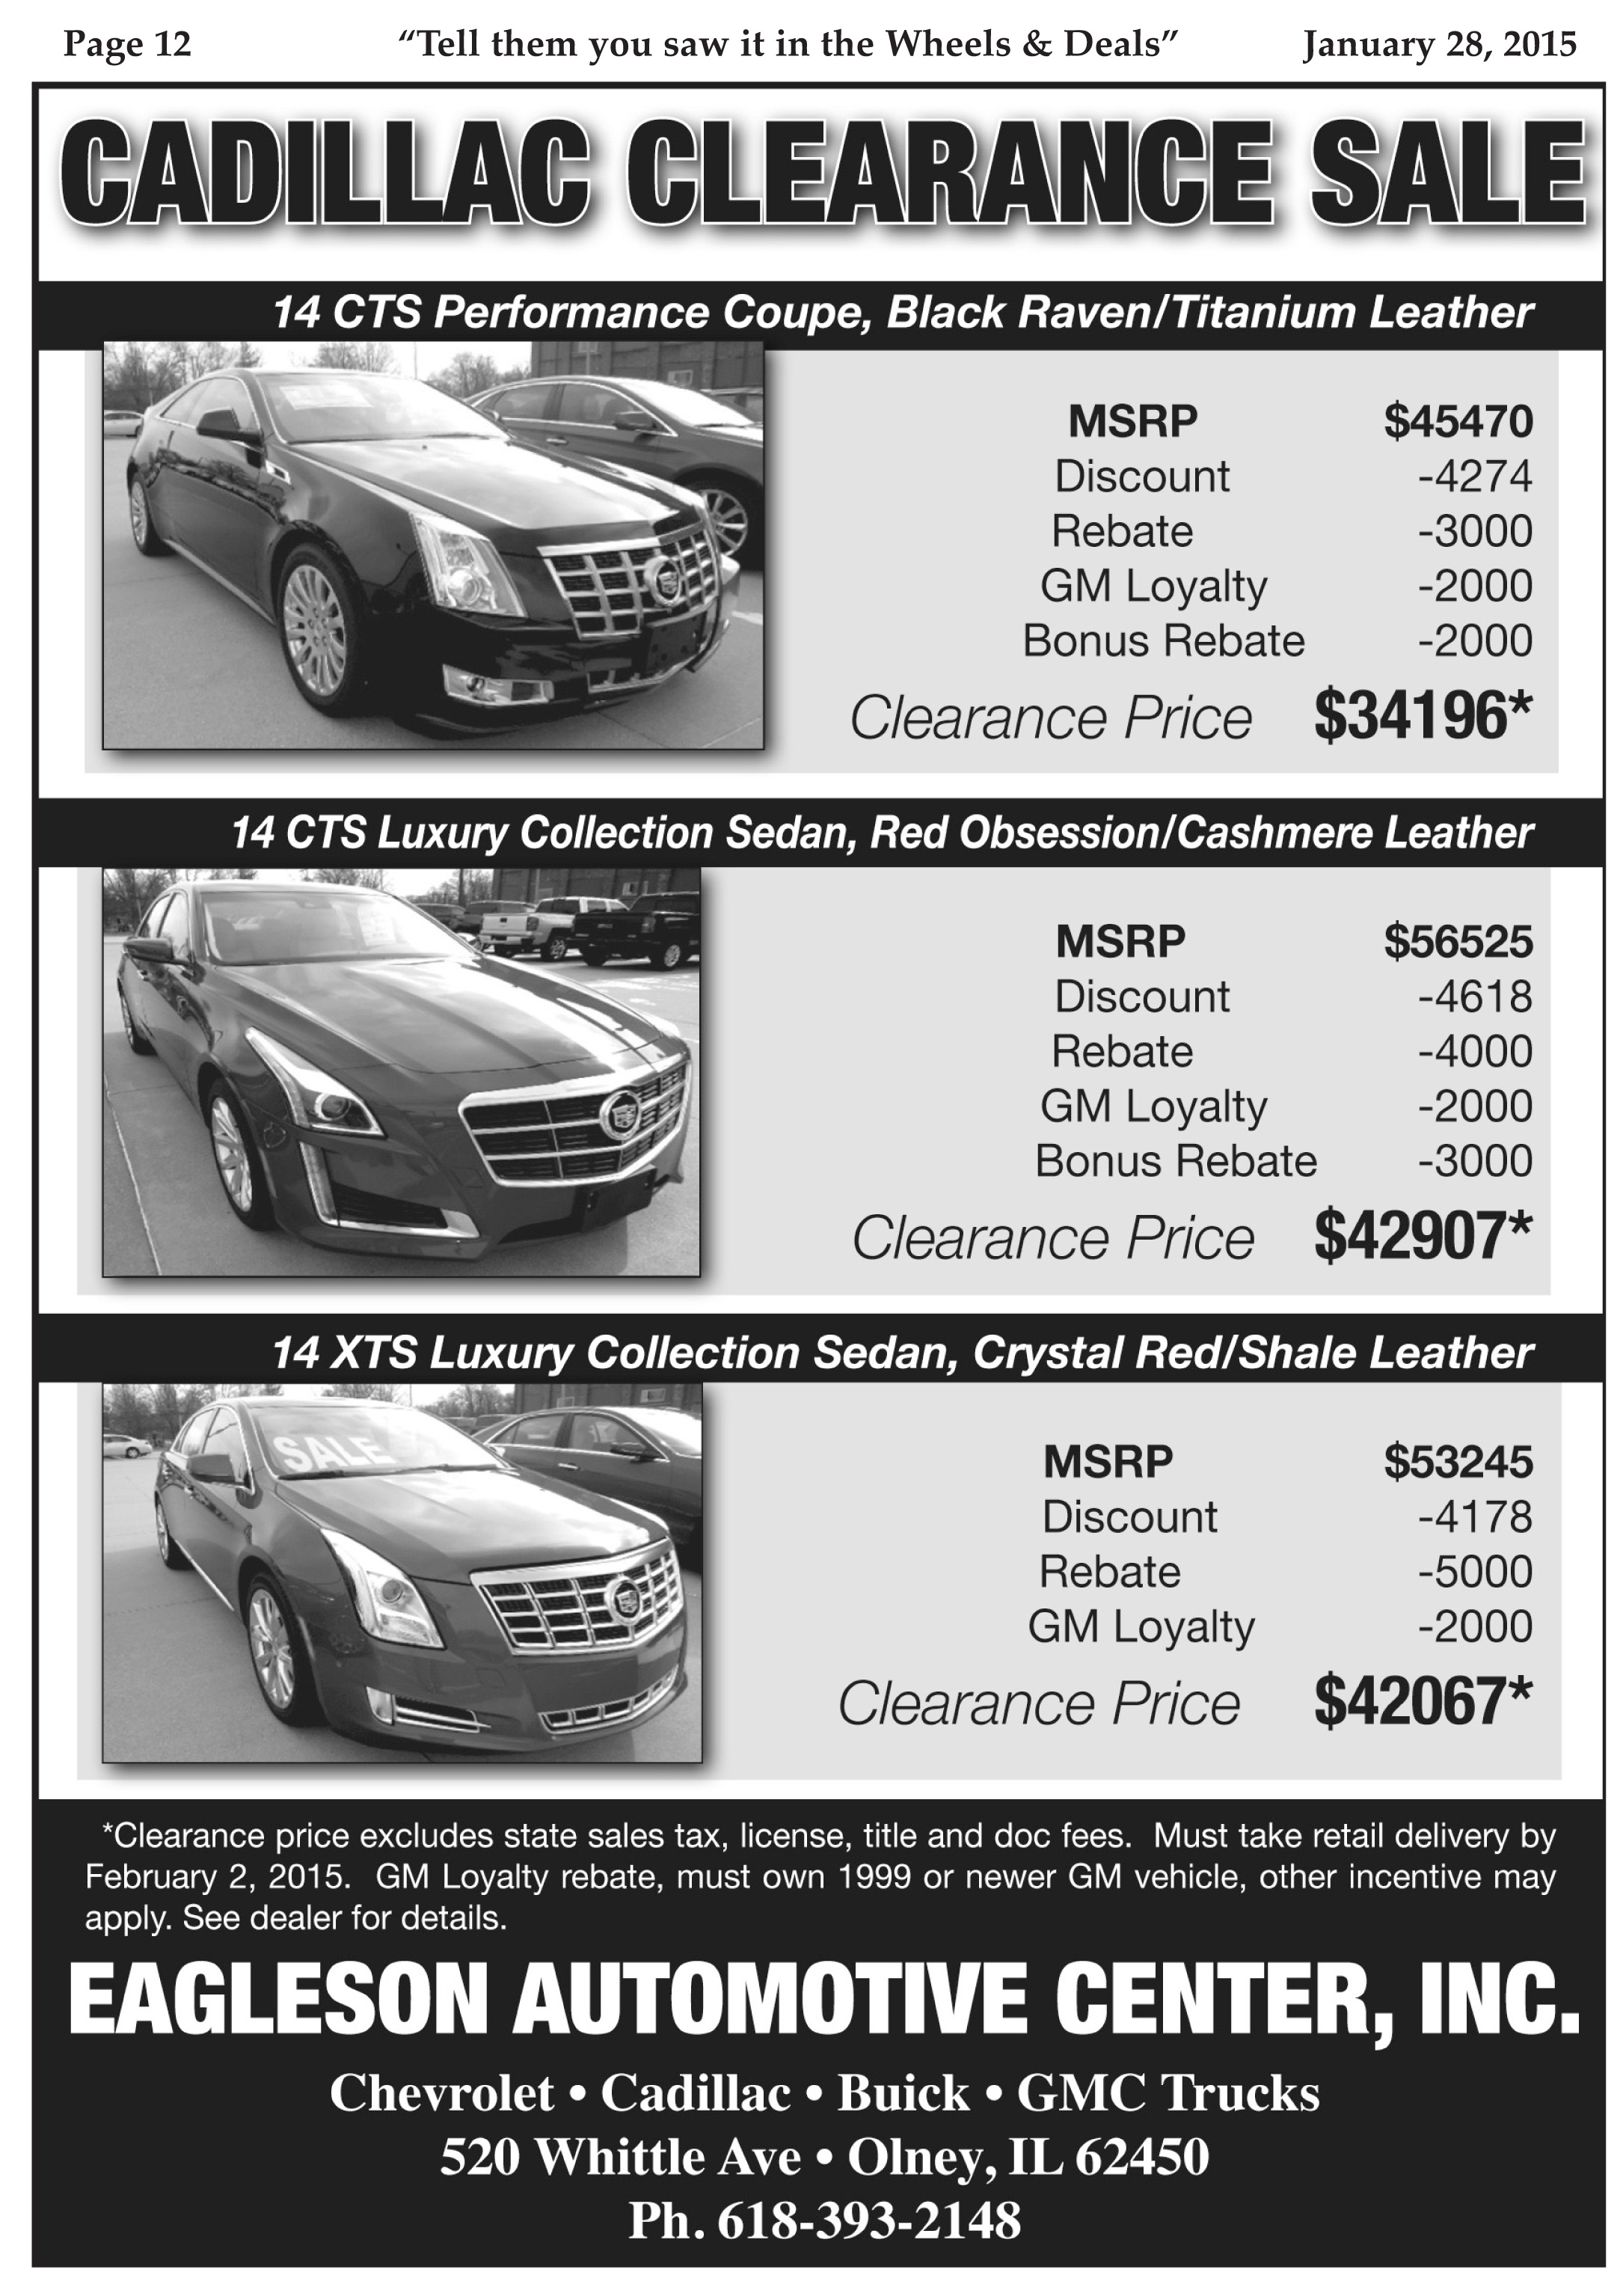 Page 12 “Tell them you saw it in the Wheels & Deals” January 28, 2015
CADILLAC CLEARANCE SALE
14 CTS Performance Coupe, Black Raven/Titanium Leather
MSRP $45470
Discount -4274
Rebate -3000
GM Loyalty -2000
Bonus Rebate -2000
Clearance Price $34196*
14 CTS Luxury Collection Sedan, Red Obsession/Cashmere Leather
MSRP $56525
Discount -4618
Rebate -4000
GM Loyalty -2000
Bonus Rebate -3000
Clearance Price $42907*
14 XTS Luxury Collection Sedan, Crystal Red/Shale Leather
SALE
MSRP $53245
Discount -4178
Rebate -5000
GM Loyalty -2000
Clearance Price $42067*
*Clearance price excludes state sales tax, license, title and doc fees. Must take retail delivery by
February 2, 2015. GM Loyalty rebate, must own 1999 or newer GM vehicle, other incentive may
apply. See dealer for details.
EAGLESON AUTOMOTIVE CENTER, INC.
Chevrolet • Cadillac • Buick • GMC Trucks
520 Whittle Ave • Olney, IL 62450
Ph. 618-393-2148